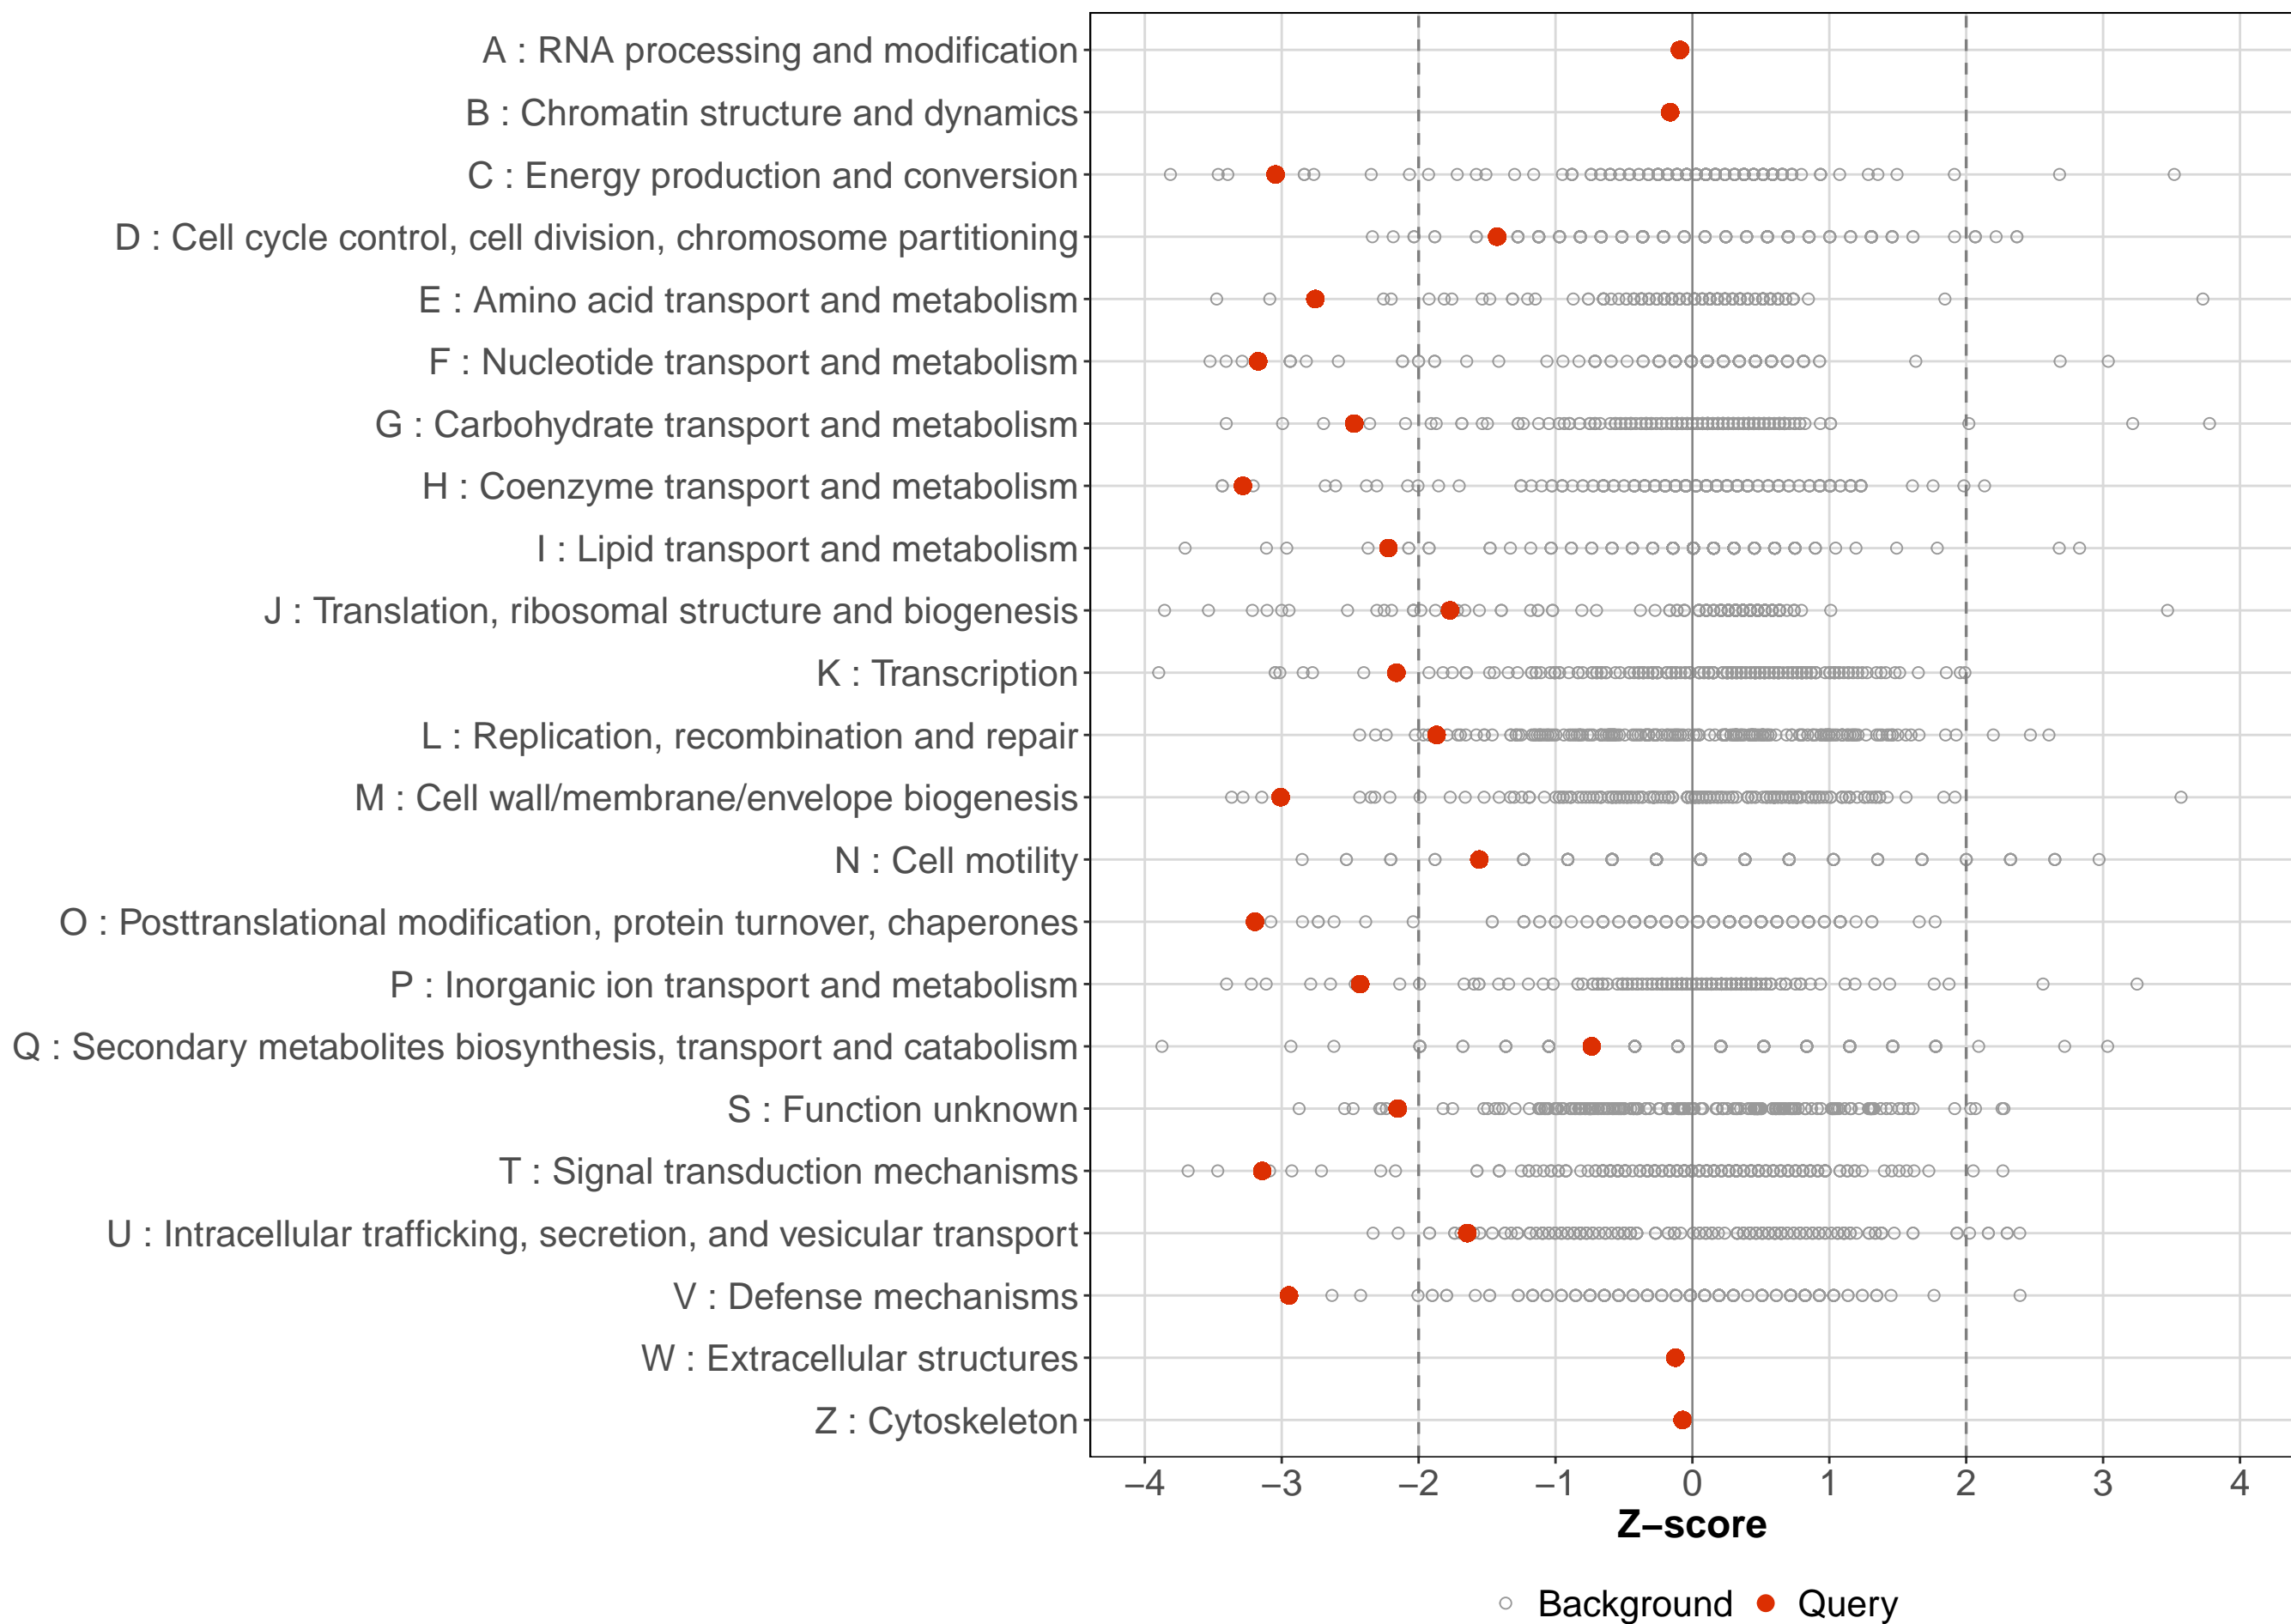 A : RNA processing and modification
B : Chromatin structure and dynamics
C : Energy production and conversion
D : Cell cycle control, cell division, chromosome partitioning
E : Amino acid transport and metabolism
F : Nucleotide transport and metabolism
G : Carbohydrate transport and metabolism
H : Coenzyme transport and metabolism
I : Lipid transport and metabolism
J : Translation, ribosomal structure and biogenesis
K : Transcription
L : Replication, recombination and repair
M : Cell wall/membrane/envelope biogenesis
N : Cell motility
O : Posttranslational modification, protein turnover, chaperones
P : Inorganic ion transport and metabolism
Q : Secondary metabolites biosynthesis, transport and catabolism
S : Function unknown
T : Signal transduction mechanisms
U : Intracellular trafficking, secretion, and vesicular transport
V : Defense mechanisms
W : Extracellular structures
Z : Cytoskeleton
−4 −3 −2 −1 0 1 2 3 4
Z−score
Background Query